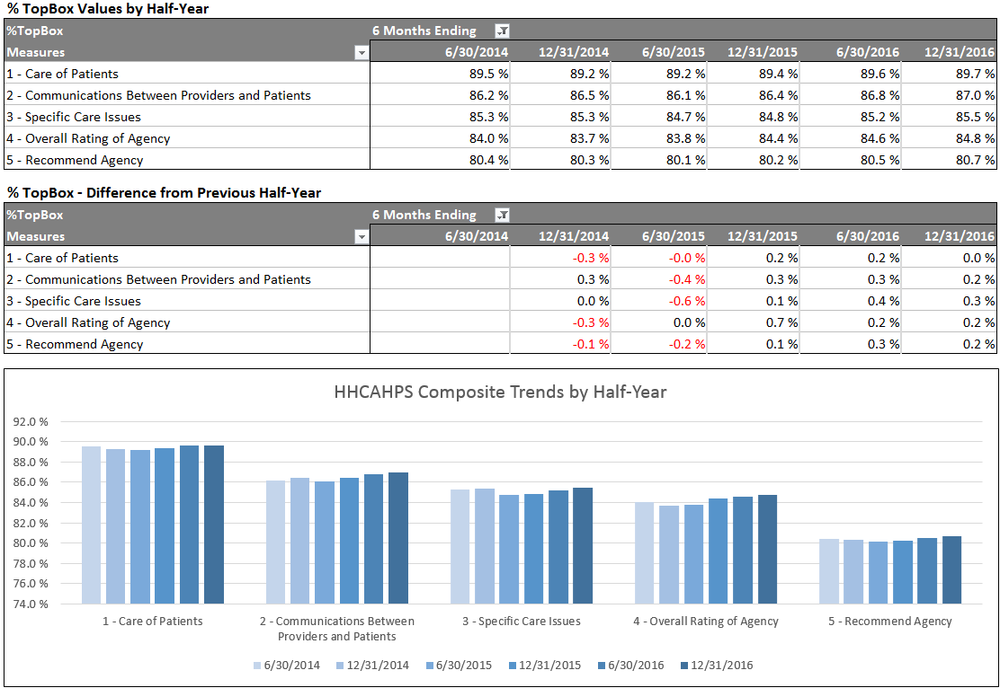 % TopBox Values by Half-Year
%TopBox 6 Months Ending
Measures 6/30/2014 12/31/2014 6/30/2015 12/31/2015 6/30/2016 12/31/2016
1 - Care of Patients 89.5 % 89.2 % 89.2 % 89.4 % 89.6 % 89.7 %
2 - Communications Between Providers and Patients 86.2 % 86.5 % 86.1 % 86.4 % 86.8 % 87.0 %
3 - Specific Care Issues 85.3 % 85.3 % 84.7 % 84.8 % 85.2 % 85.5 %
4 - Overall Rating of Agency 84.0 % 83.7 % 83.8 % 84.4 % 84.6 % 84.8 %
5 - Recommend Agency 80.4 % 80.3 % 80.1 % 80.2 % 80.5 % 80.7 %
% TopBox - Difference from Previous Half-Year
%TopBox 6 Months Ending
Measures 6/30/2014 12/31/2014 6/30/2015 12/31/2015 6/30/2016 12/31/2016
1 - Care of Patients -0.3 % -0.0 % 0.2 % 0.2 % 0.0 %
2 - Communications Between Providers and Patients 0.3 % -0.4 % 0.3 % 0.3 % 0.2 %
3 - Specific Care Issues 0.0 % -0.6 % 0.1 % 0.4 % 0.3 %
4 - Overall Rating of Agency -0.3 % 0.0 % 0.7 % 0.2 % 0.2 %
5 - Recommend Agency -0.1 % -0.2 % 0.1 % 0.3 % 0.2 %
HHCAHPS Composite Trends by Half-Year
92.0 %
90.0 %
88.0 %
86.0 %
84.0 %
82.0 %
80.0 %
78.0 %
76.0 %
74.0 %
1 - Care of Patients 2 - Communications Between 3 - Specific Care Issues 4 - Overall Rating of Agency 5 - Recommend Agency
Providers and Patients
6/30/2014 12/31/2014 6/30/2015 12/31/2015 6/30/2016 12/31/2016